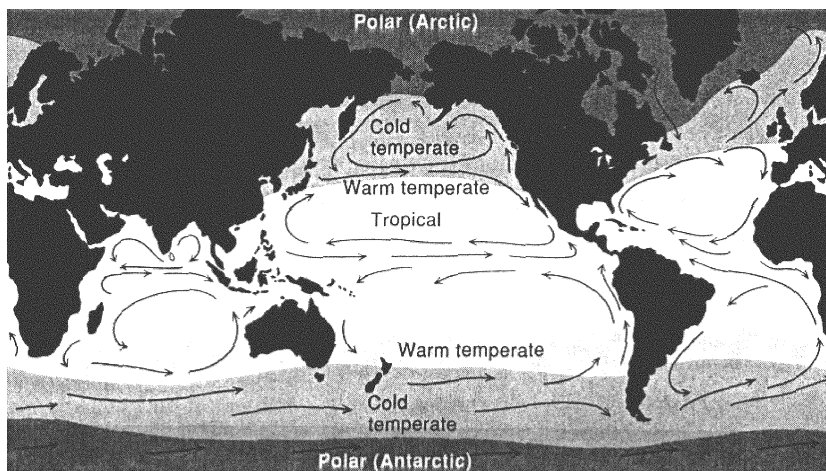 Polar (Arctic)
Cold
temperate
Warm temperate
Tropical
Warm temperate
Cold
temperate
Polar (Antarctic)